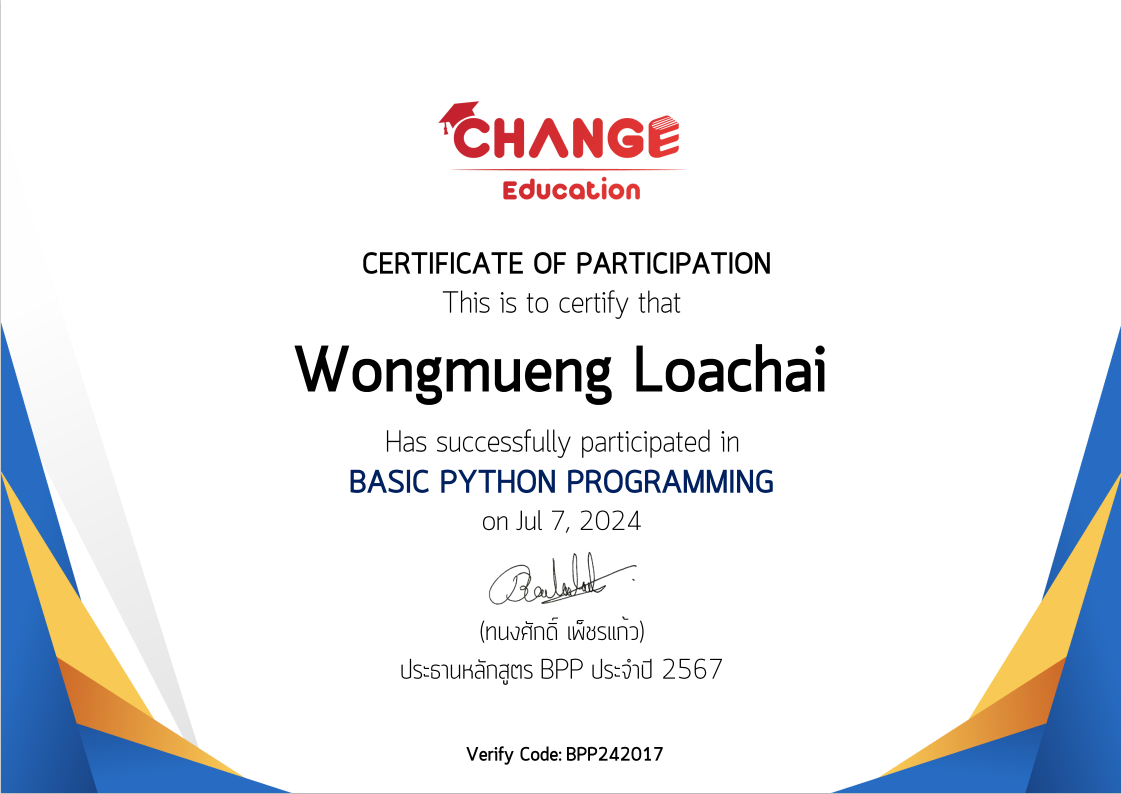 CHANGE
Education
CERTIFICATE OF PARTICIPATION
This is to certify that
Wongmueng Loachai
Has successfully participated in
BASIC PYTHON PROGRAMMING
on Jul 7, 2024
(ทนงศักดิ์ เพ็ชรแก้ว)
ประธานหลักสูตร BPP ประจำปี 2567
Verify Code: BPP242017